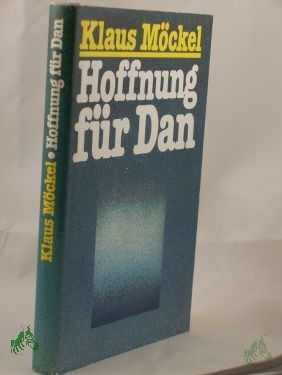 Klaus Möckel
Hoffnung
für Dan
Klaus Möckel • Hoffnung für Dan